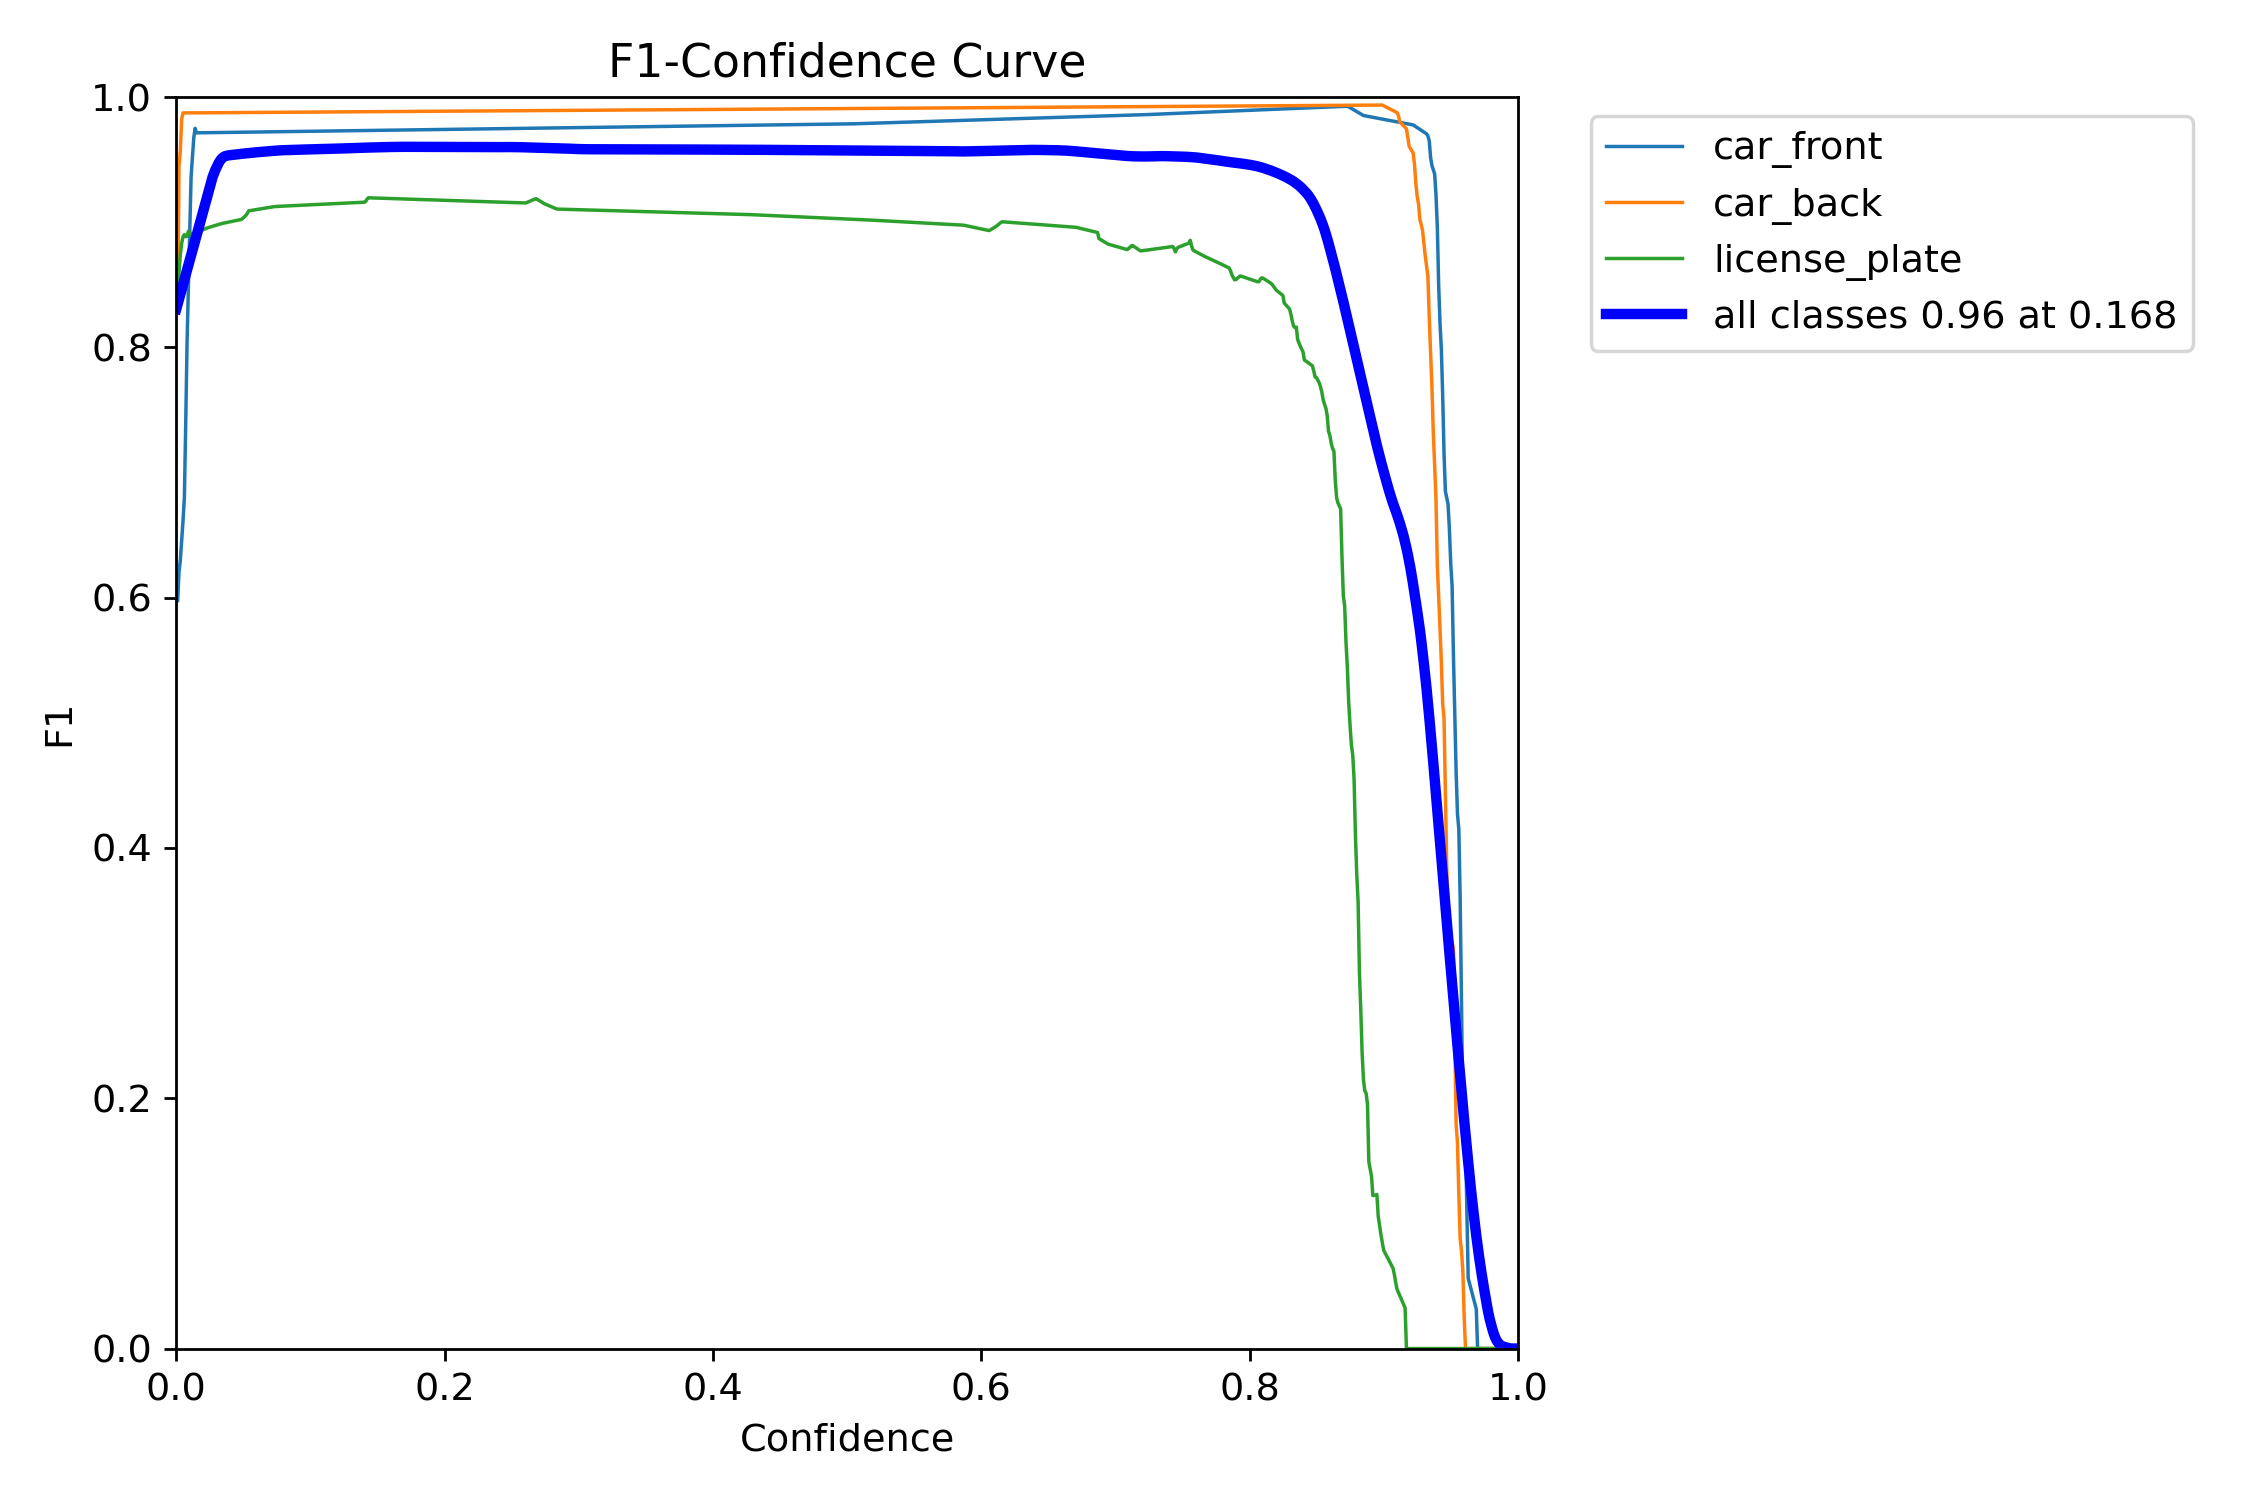 F1-Confidence Curve
1.0
0.8
0.6
0.4
0.2
0.0
F1
0.0 0.2 0.4 0.6 0.8 1.0
Confidence
car_front
car_back
license_plate
all classes 0.96 at 0.168